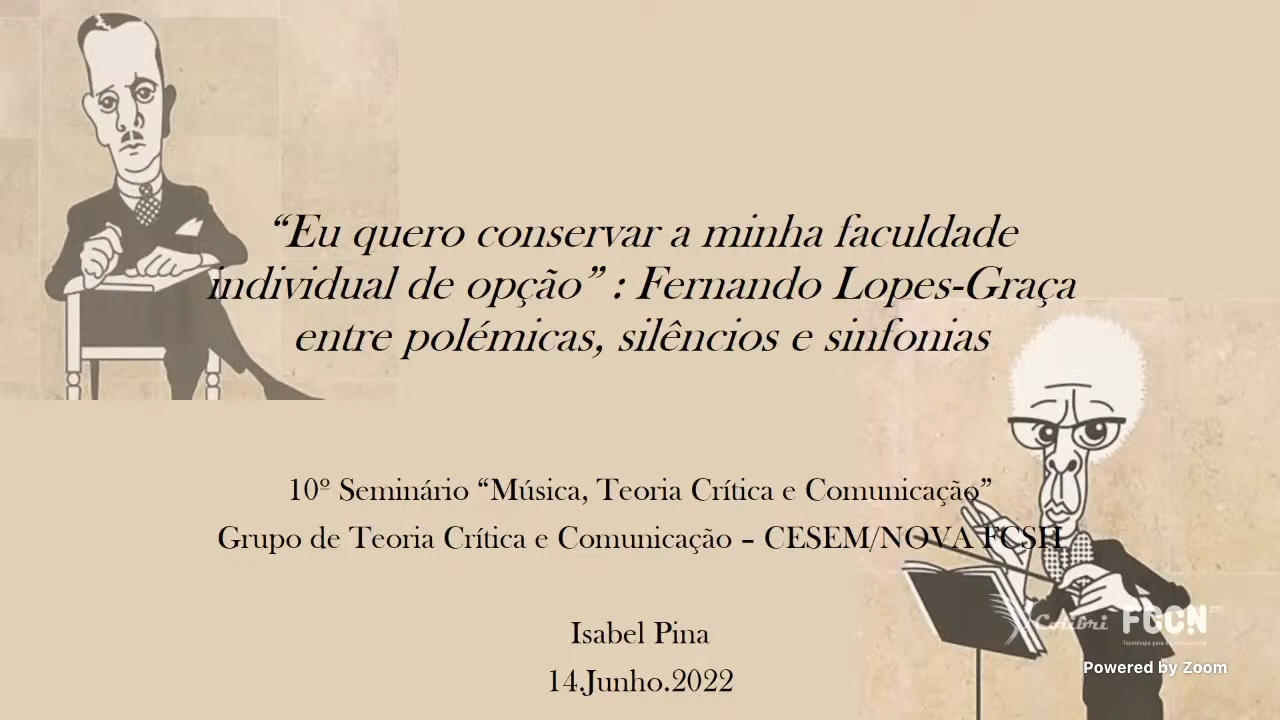 “Eu quero conservar a minha faculdade
individual de opção” : Fernando Lopes-Graça
entre polémicas, silêncios e sinfonias
10º Seminário “Música, Teoria Crítica e Comunicação”
Grupo de Teoria Crítica e Comunicação – CESEM/NOVA FCSH
Isabel Pina
14.Junho.2022
Colibri FCCN
Powered by Zoom